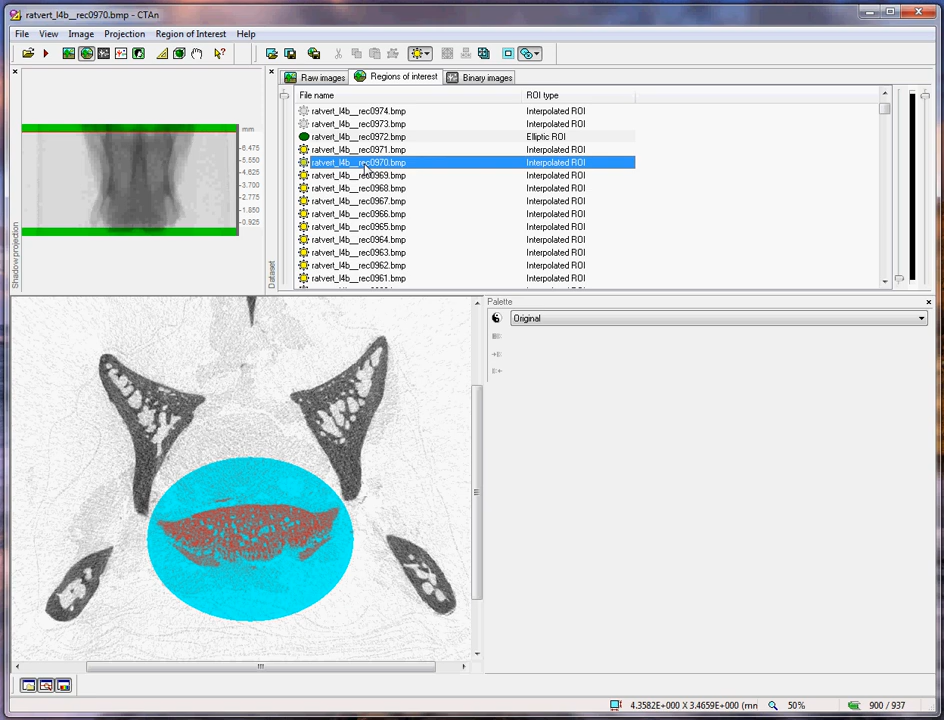 ratvert_l4b__rec0970.bmp - CTAn
File View Image Projection Region of Interest Help
Raw images Regions of interest Binary images
File name ROI type
ratvert_l4b__rec0974.bmp Interpolated ROI
ratvert_l4b__rec0973.bmp Interpolated ROI
ratvert_l4b__rec0972.bmp Elliptic ROI
ratvert_l4b__rec0971.bmp Interpolated ROI
ratvert_l4b__rec0970.bmp Interpolated ROI
ratvert_l4b__rec0969.bmp Interpolated ROI
ratvert_l4b__rec0968.bmp Interpolated ROI
ratvert_l4b__rec0967.bmp Interpolated ROI
ratvert_l4b__rec0966.bmp Interpolated ROI
ratvert_l4b__rec0965.bmp Interpolated ROI
ratvert_l4b__rec0964.bmp Interpolated ROI
ratvert_l4b__rec0963.bmp Interpolated ROI
ratvert_l4b__rec0962.bmp Interpolated ROI
ratvert_l4b__rec0961.bmp Interpolated ROI
mm
6.475
5.550
4.625
3.700
2.775
1.850
0.925
Shadow projection
Dataset
Palette
Original
4.3582E+000 X 3.4659E+000 (mm
50%
900 / 937